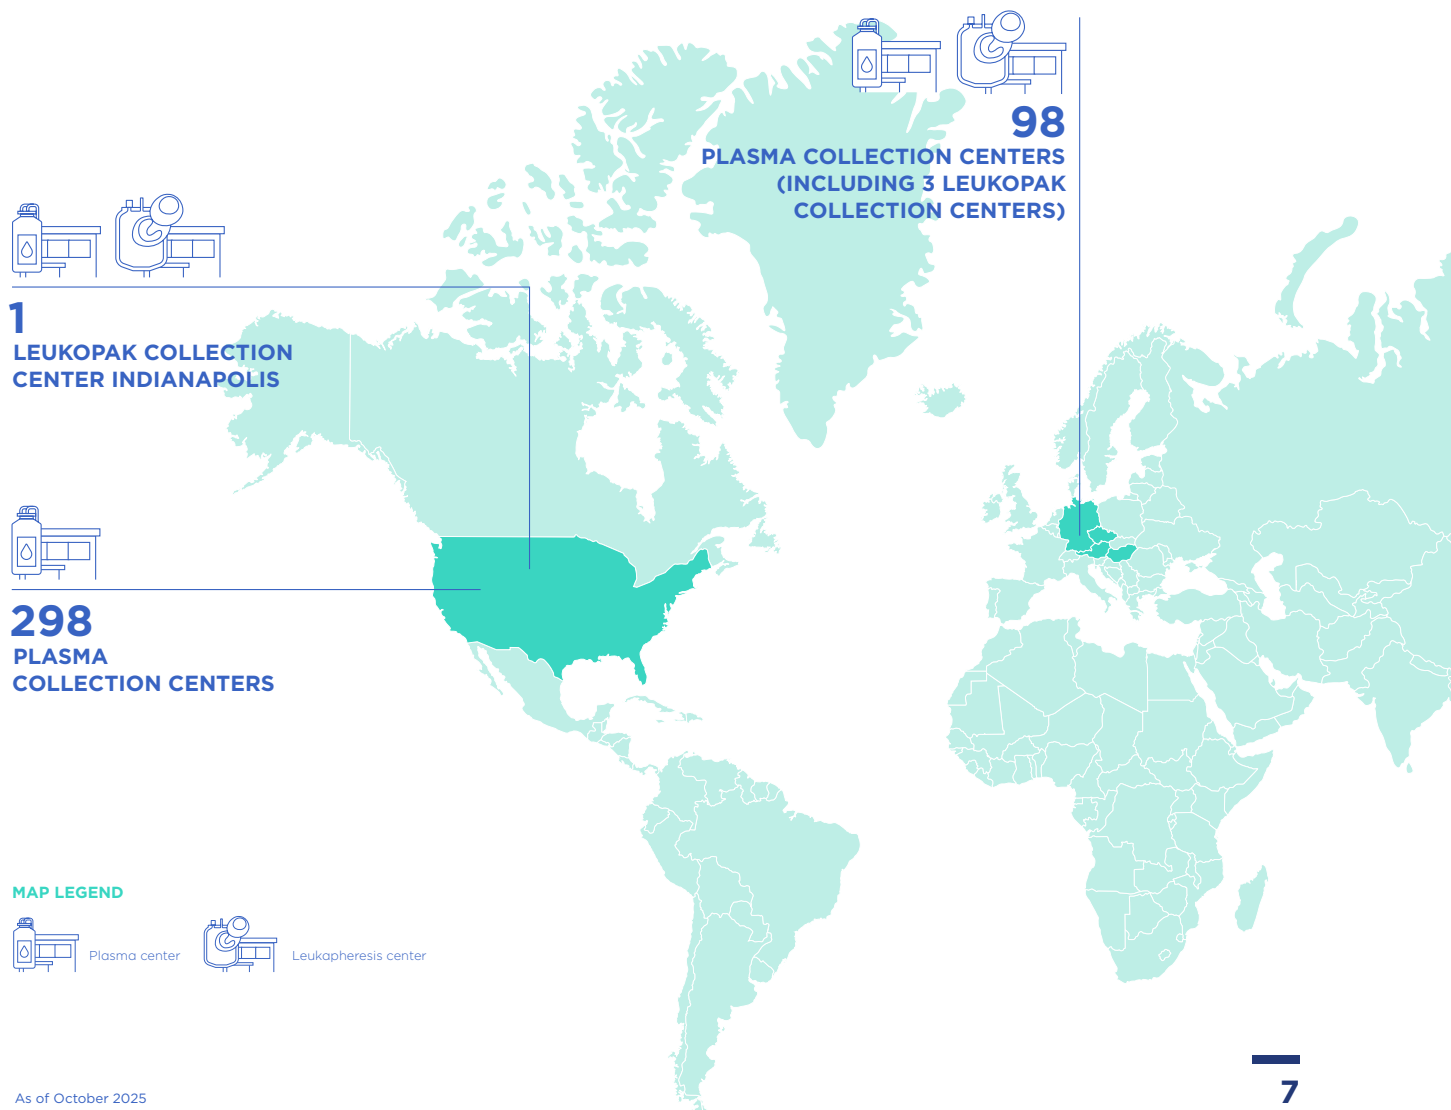 98
PLASMA COLLECTION CENTERS
(INCLUDING 3 LEUKOPAK
COLLECTION CENTERS)
1
LEUKOPAK COLLECTION
CENTER INDIANAPOLIS
298
PLASMA
COLLECTION CENTERS
MAP LEGEND
Plasma center
Leukapheresis center
As of October 2025
7